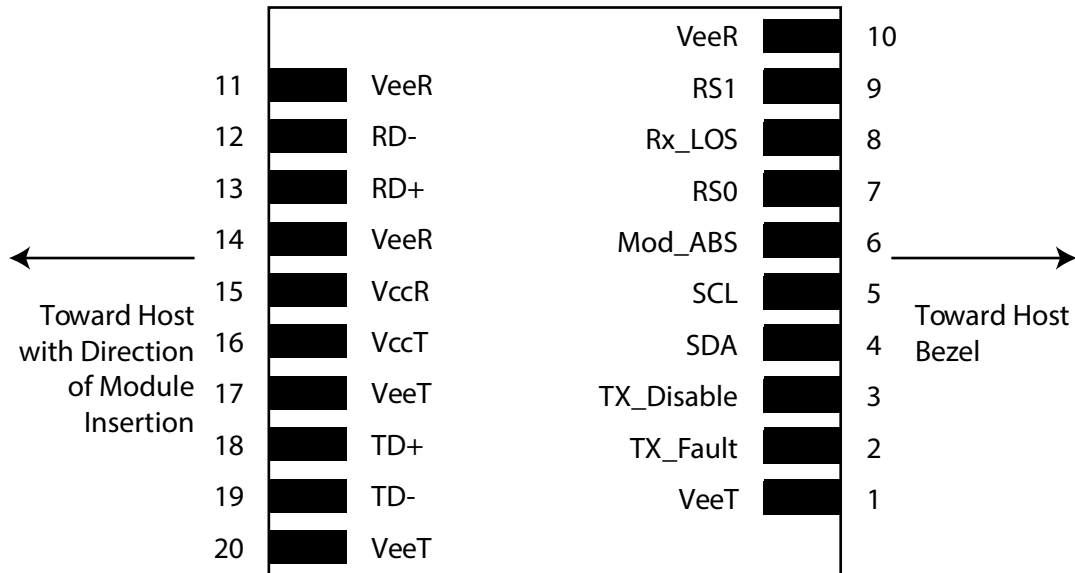 VeeR 10
11 VeeR
RS1 9
12 RD-
Rx_LOS 8
13 RD+
RS0 7
14 VeeR
Mod_ABS 6
15 VccR
SCL 5
16 VccT
SDA 4
17 VeeT
TX_Disable 3
18 TD+
TX_Fault 2
19 TD-
VeeT 1
20 VeeT
Toward Host
with Direction
of Module
Insertion
Toward Host
Bezel